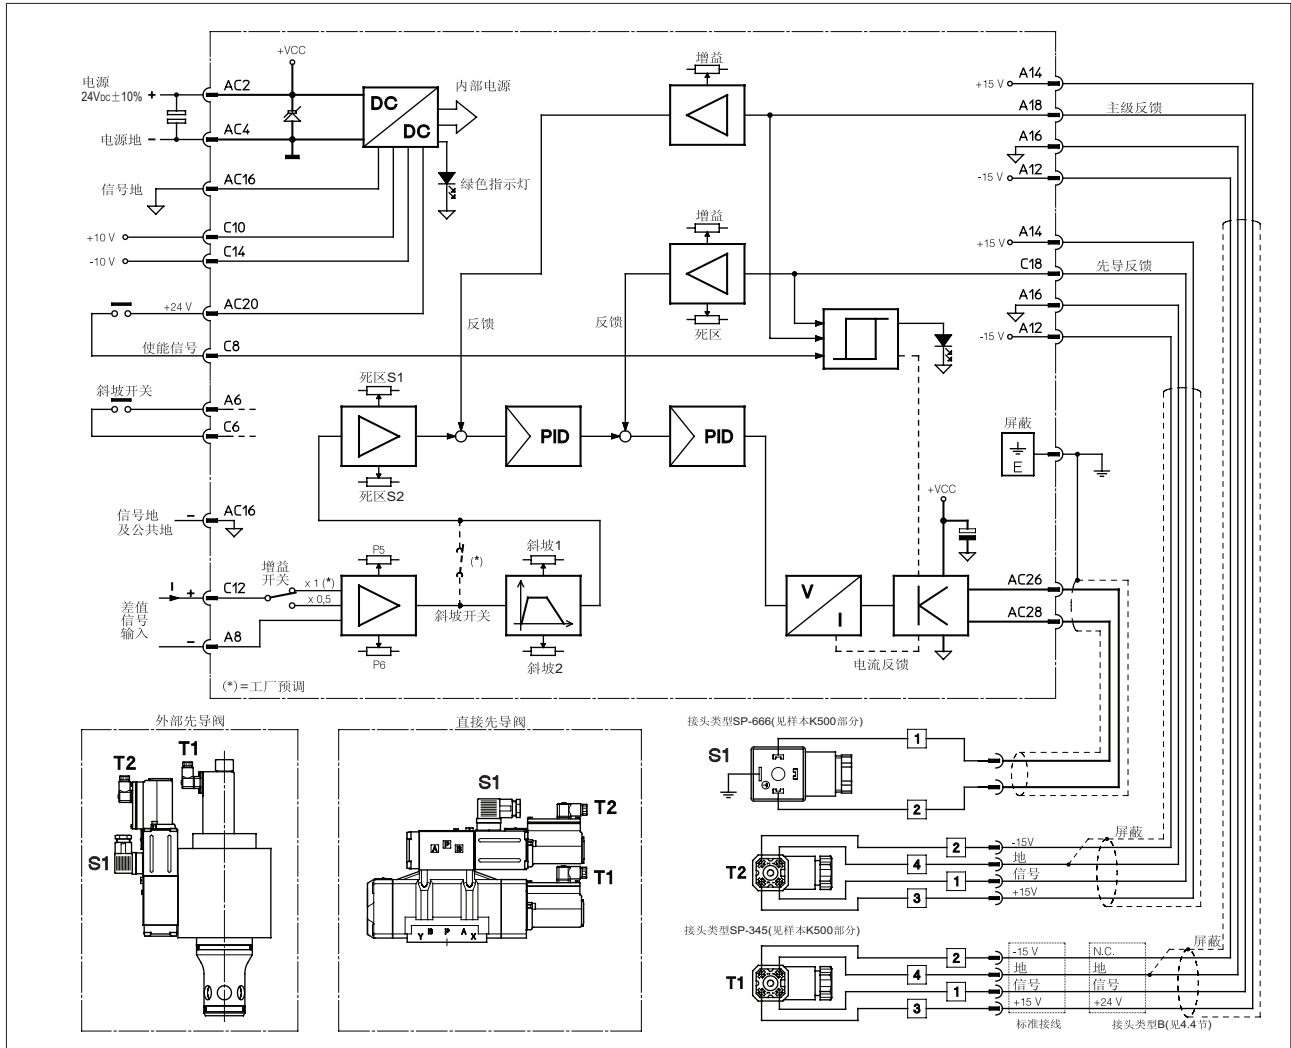 +VCC
电源
24VDC±10% +
AC2
DC
DC
内部电源
电源地 −
AC4
绿色指示灯
信号地
AC16
+10 V
C10
-10 V
C14
+24 V
AC20
使能信号
C8
斜坡开关
A6
C6
信号地
及公共地
−
AC16
I
+
C12
差值
信号
输入
−
A8
增益
开关
x 1 (*)
x 0,5
P5
P6
(*)=工厂预调
死区S1
死区S2
反馈
PID
反馈
PID
增益
增益
死区
(*)
斜坡开关
斜坡1
斜坡2
V
I
电流反馈
+VCC
AC26
AC28
屏蔽
E
+15 V
A14
A18
主级反馈
A16
-15 V
A12
+15 V
A14
C18
先导反馈
A16
-15 V
A12
外部先导阀
T2
T1
S1
直接先导阀
S1
T2
T1
A P B
Y B P A X
接头类型SP-666(见样本K500部分)
S1
1
2
T2
2
-15V
4
地
1
信号
3
+15V
屏蔽
接头类型SP-345(见样本K500部分)
T1
2
-15 V
N.C.
4
地
地
1
信号
信号
3
+15 V
+24 V
屏蔽
标准接线
接头类型B(见4.4节)